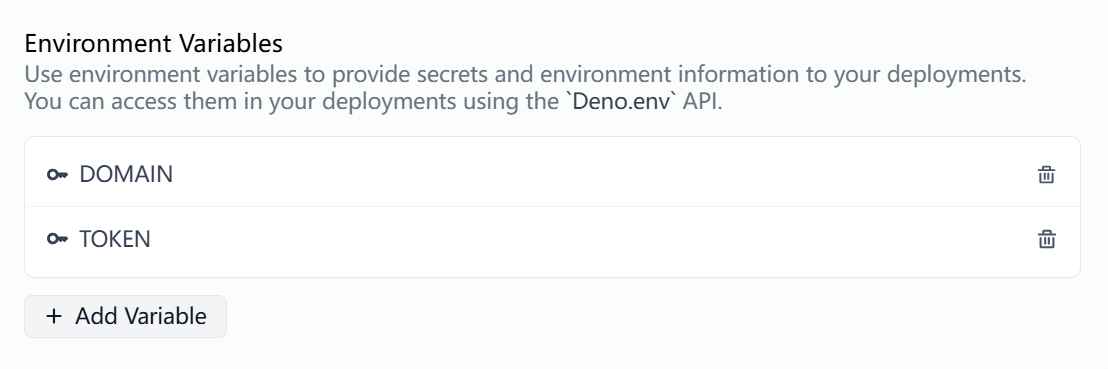 Environment Variables
Use environment variables to provide secrets and environment information to your deployments.
You can access them in your deployments using the `Deno.env` API.
DOMAIN
TOKEN
+ Add Variable